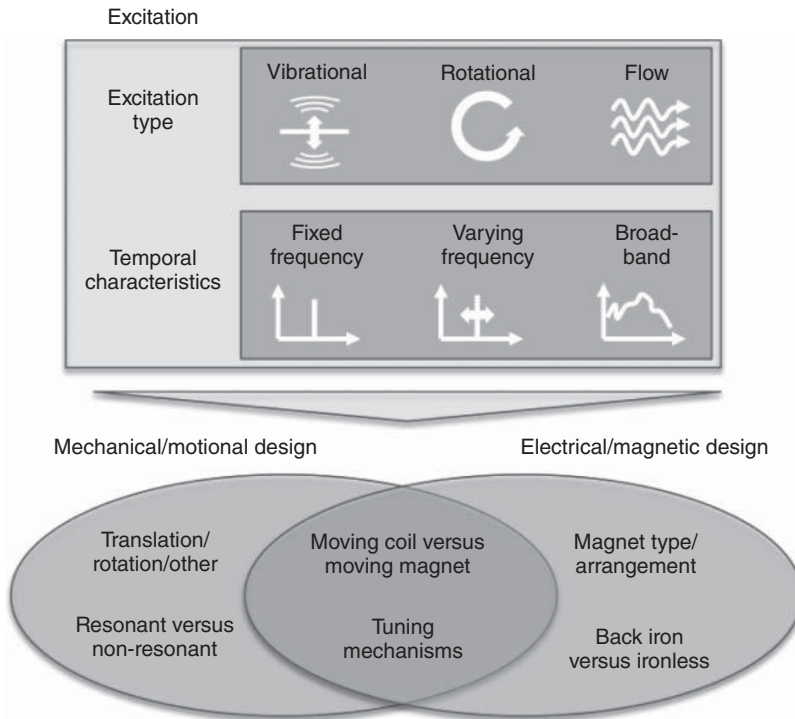 Excitation
Excitation
type
Vibrational
Rotational
Flow
Temporal
characteristics
Fixed
frequency
Varying
frequency
Broad-
band
Mechanical/motional design
Electrical/magnetic design
Translation/
rotation/other
Resonant versus
non-resonant
Moving coil versus
moving magnet
Tuning
mechanisms
Magnet type/
arrangement
Back iron
versus ironless